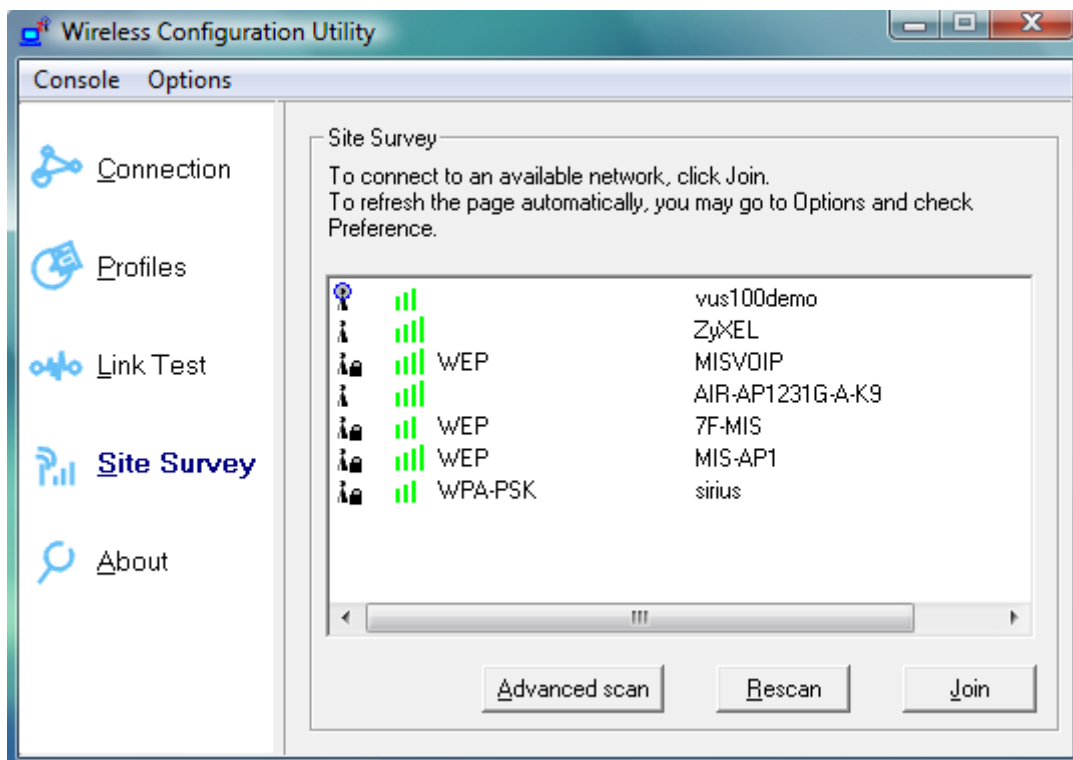 Wireless Configuration Utility
Console Options
Connection
Profiles
Link Test
Site Survey
About
Site Survey
To connect to an available network, click Join.
To refresh the page automatically, you may go to Options and check
Preference.
vus100demo
ZyXEL
WEP MISVOIP
AIR-AP1231G-A-K9
WEP 7F-MIS
WEP MIS-AP1
WPA-PSK sirius
Advanced scan Rescan Join